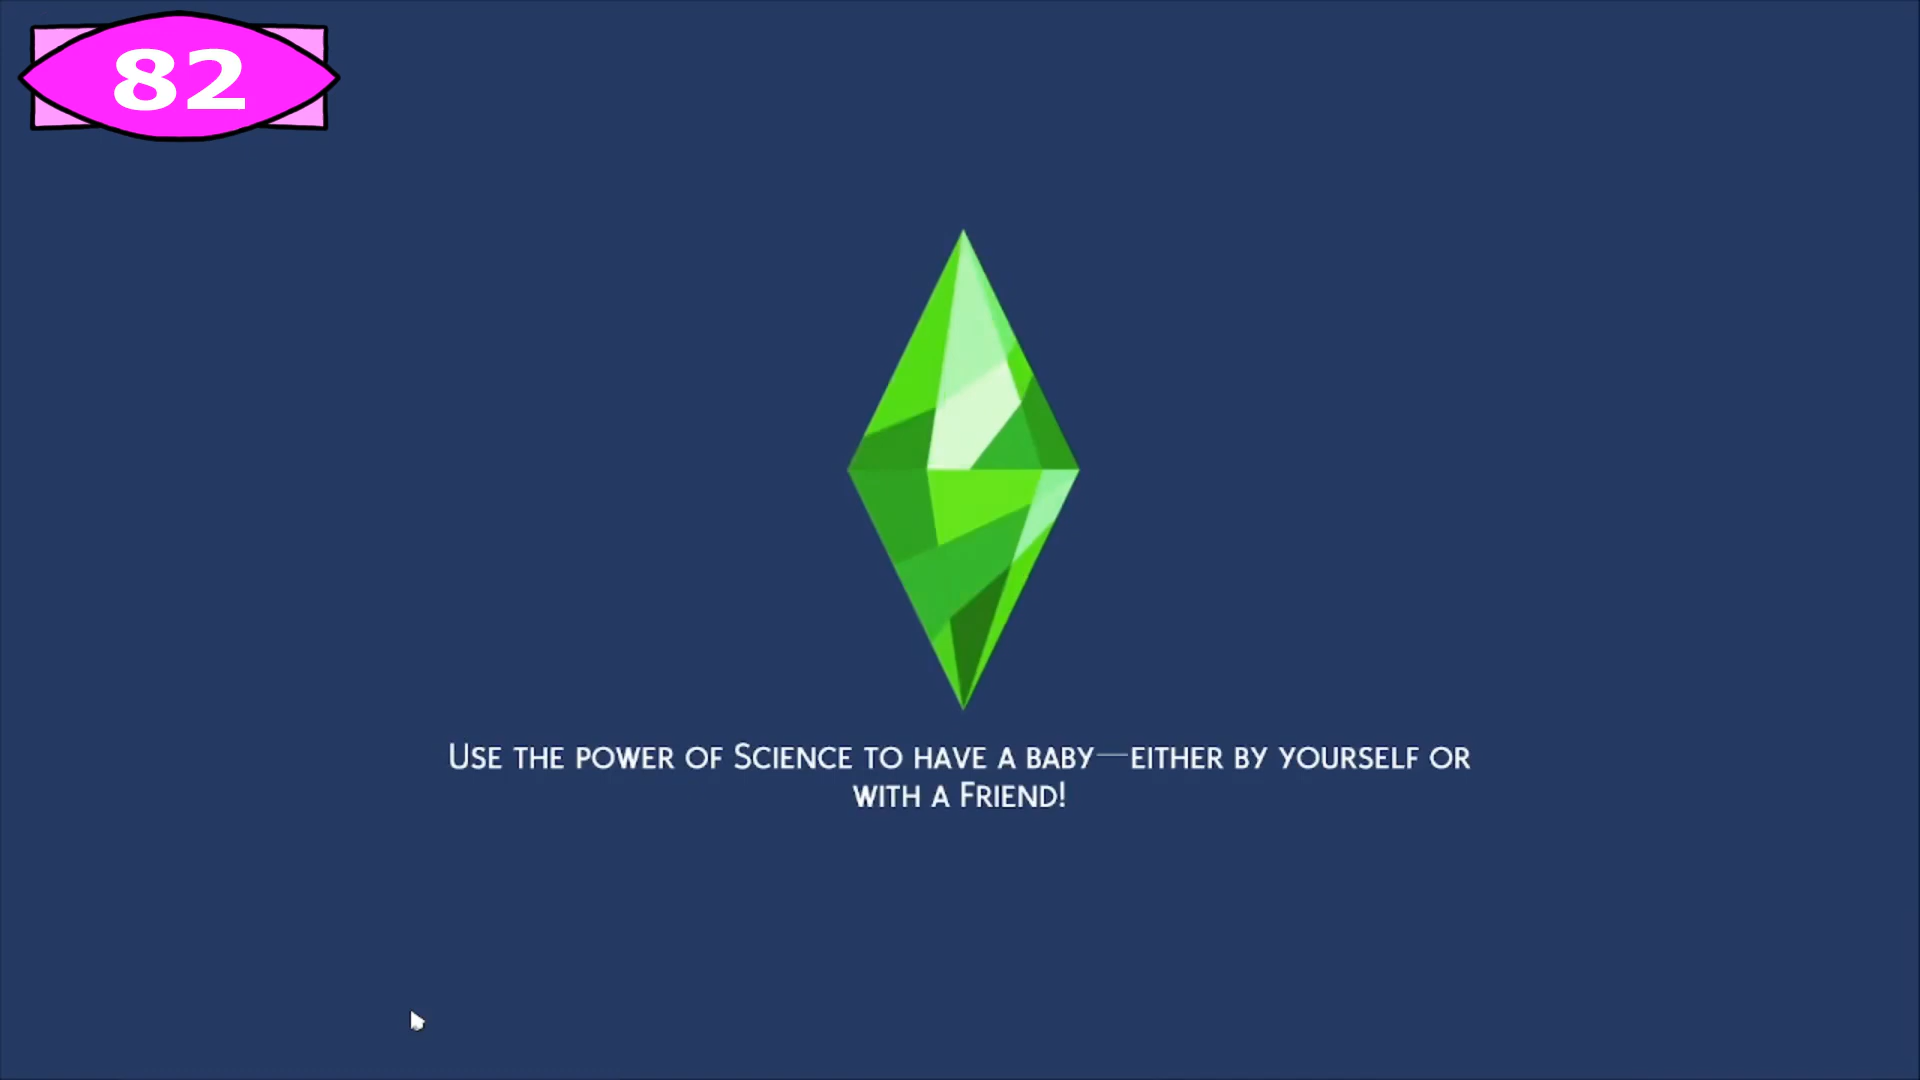 82
Use the power of Science to have a baby—either by yourself or
with a Friend!